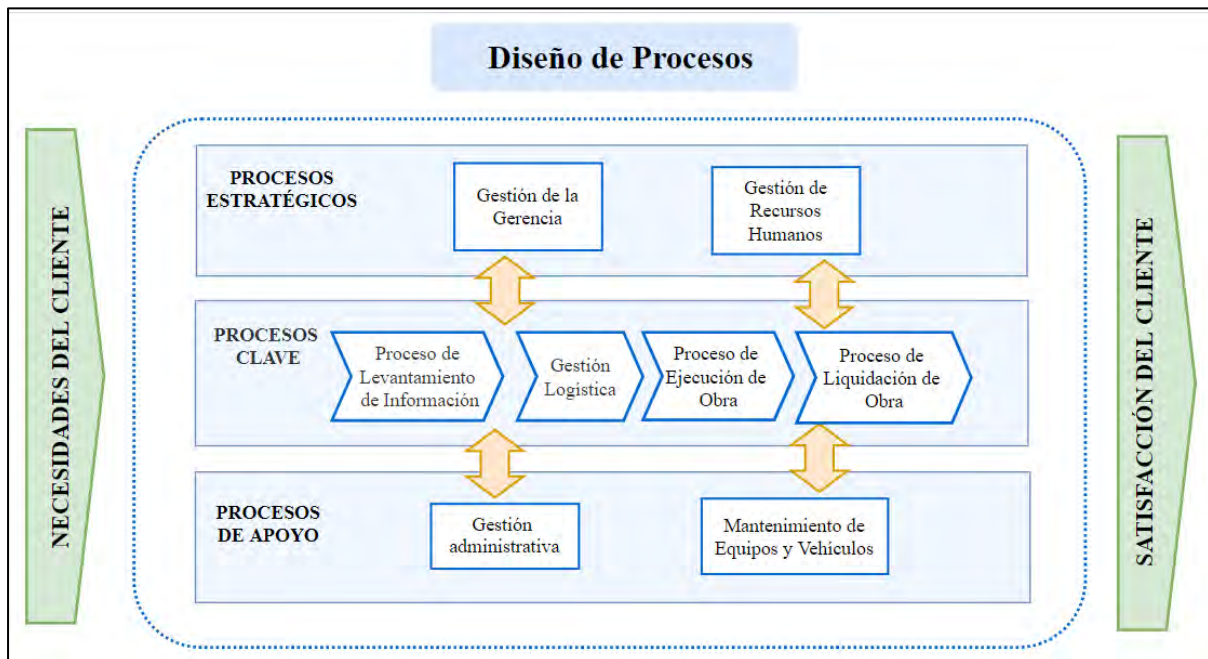 Diseño de Procesos
NECESIDADES DEL CLIENTE
PROCESOS
ESTRATÉGICOS
Gestión de la
Gerencia
Gestión de
Recursos
Humanos
PROCESOS
CLAVE
Proceso de
Levantamiento
de Información
Gestión
Logística
Proceso de
Ejecución de
Obra
Proceso de
Liquidación de
Obra
PROCESOS
DE APOYO
Gestión
administrativa
Mantenimiento de
Equipos y Vehículos
SATISFACCIÓN DEL CLIENTE